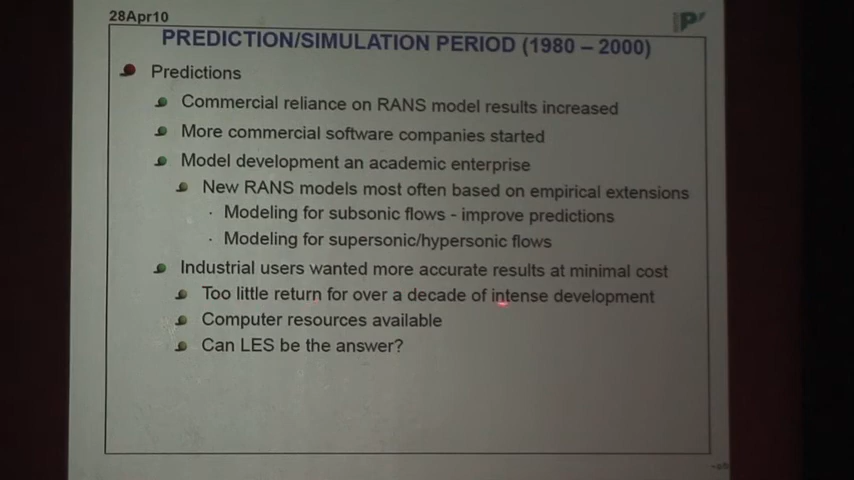 28Apr10
P
PREDICTION/SIMULATION PERIOD (1980 – 2000)
Predictions
Commercial reliance on RANS model results increased
More commercial software companies started
Model development an academic enterprise
New RANS models most often based on empirical extensions
· Modeling for subsonic flows - improve predictions
· Modeling for supersonic/hypersonic flows
Industrial users wanted more accurate results at minimal cost
Too little return for over a decade of intense development
Computer resources available
Can LES be the answer?